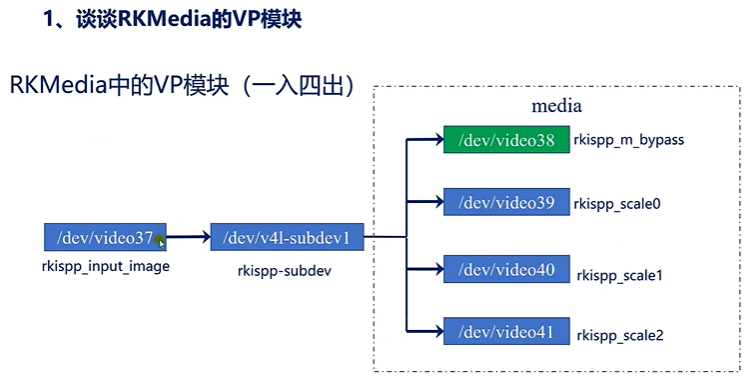 1、谈谈RKMedia的VP模块
RKMedia中的VP模块（一入四出）
media
/dev/video38
rkispp_m_bypass
/dev/video39
rkispp_scale0
/dev/video37
/dev/v4l-subdev1
rkispp_input_image
rkispp-subdev
/dev/video40
rkispp_scale1
/dev/video41
rkispp_scale2